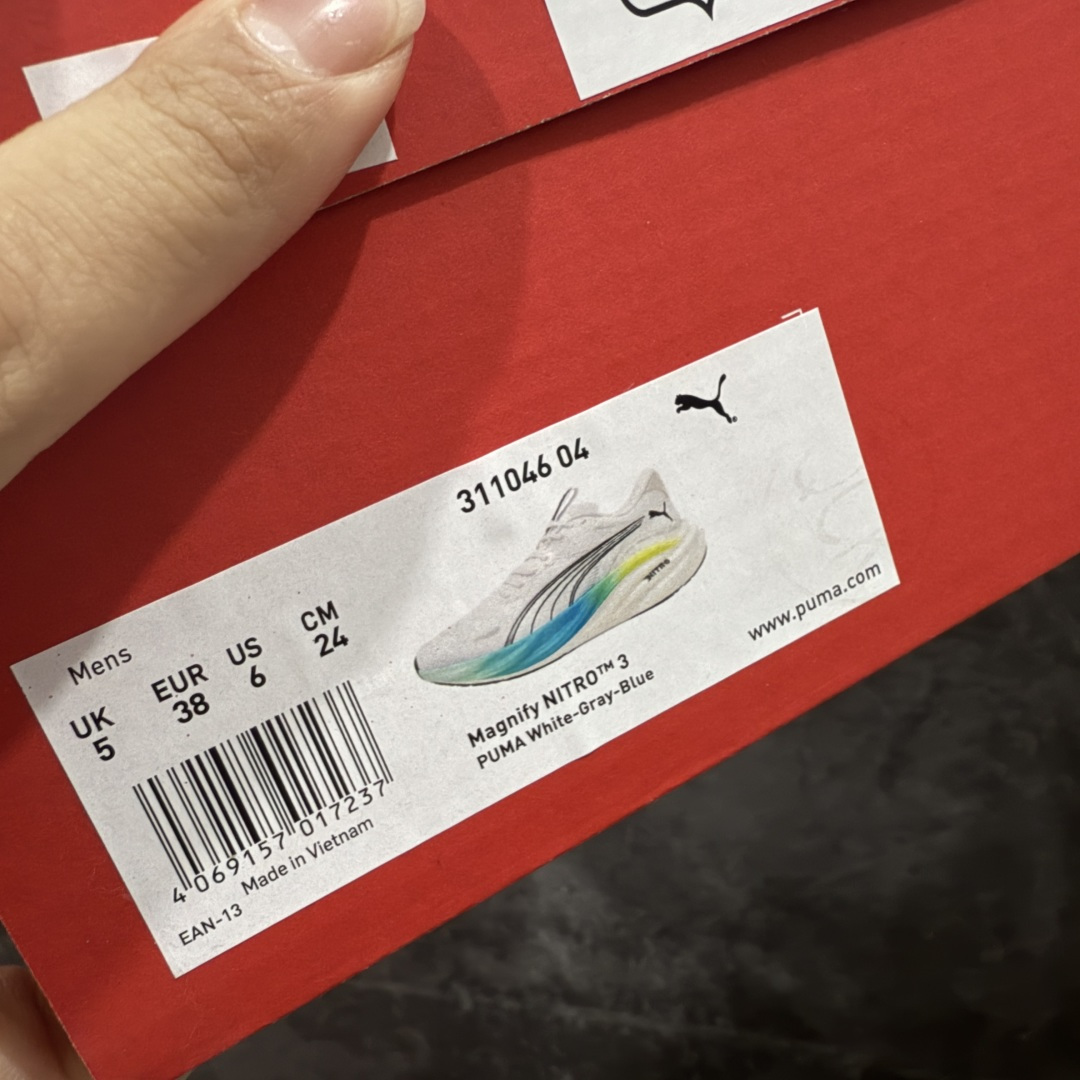 311046 04
Mens
UK EUR US CM
5 38 6 24
4 069157 017237
EAN-13 Made in Vietnam
NITRO
Magnify NITRO™ 3
PUMA White-Gray-Blue
www.puma.com